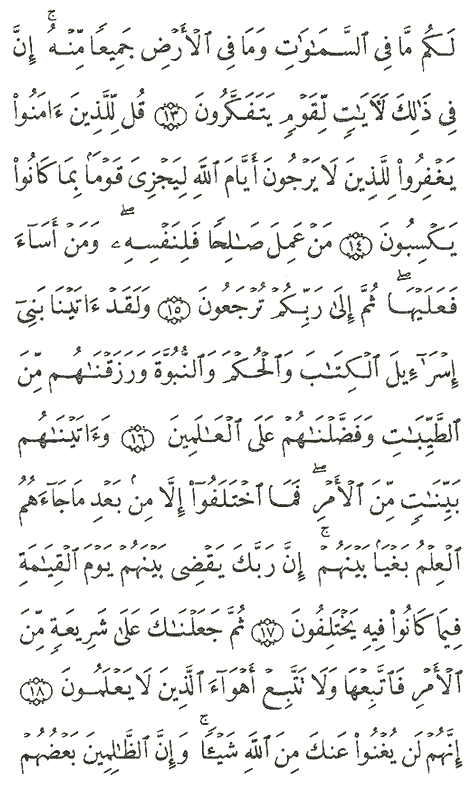 لَكُم مَّا فِى ٱلسَّمَـٰوَٰتِ وَمَا فِى ٱلْأَرْضِ جَمِيعًا مِّنْهُ ۚ إِنَّ
فِى ذَٰلِكَ لَـَٔايَـٰتٍ لِّقَوْمٍ يَتَفَكَّرُونَ ١٣ قُل لِّلَّذِينَ ءَامَنُوا۟
يَغْفِرُوا۟ لِلَّذِينَ لَا يَرْجُونَ أَيَّامَ ٱللَّهِ لِيَجْزِىَ قَوْمًۢا بِمَا كَانُوا۟
يَكْسِبُونَ ١٤ مَنْ عَمِلَ صَـٰلِحًا فَلِنَفْسِهِۦ ۖ وَمَنْ أَسَآءَ
فَعَلَيْهَا ۖ ثُمَّ إِلَىٰ رَبِّكُمْ تُرْجَعُونَ ١٥ وَلَقَدْ ءَاتَيْنَا بَنِىٓ
إِسْرَٰٓءِيلَ ٱلْكِتَـٰبَ وَٱلْحُكْمَ وَٱلنُّبُوَّةَ وَرَزَقْنَـٰهُم مِّنَ
ٱلطَّيِّبَـٰتِ وَفَضَّلْنَـٰهُمْ عَلَى ٱلْعَـٰلَمِينَ ١٦ وَءَاتَيْنَـٰهُم
بَيِّنَـٰتٍ مِّنَ ٱلْأَمْرِ ۖ فَمَا ٱخْتَلَفُوٓا۟ إِلَّا مِنۢ بَعْدِ مَا جَآءَهُمُ
ٱلْعِلْمُ بَغْيًۢا بَيْنَهُمْ ۚ إِنَّ رَبَّكَ يَقْضِى بَيْنَهُمْ يَوْمَ ٱلْقِيَـٰمَةِ
فِيمَا كَانُوا۟ فِيهِ يَخْتَلِفُونَ ١٧ ثُمَّ جَعَلْنَـٰكَ عَلَىٰ شَرِيعَةٍ مِّنَ
ٱلْأَمْرِ فَٱتَّبِعْهَا وَلَا تَتَّبِعْ أَهْوَآءَ ٱلَّذِينَ لَا يَعْلَمُونَ ١٨
إِنَّهُمْ لَن يُغْنُوا۟ عَنكَ مِنَ ٱللَّهِ شَيْـًٔا ۚ وَإِنَّ ٱلظَّـٰلِمِينَ بَعْضُهُمْ